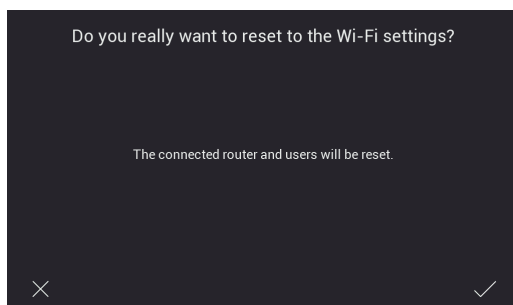 Do you really want to reset to the Wi-Fi settings?
The connected router and users will be reset.